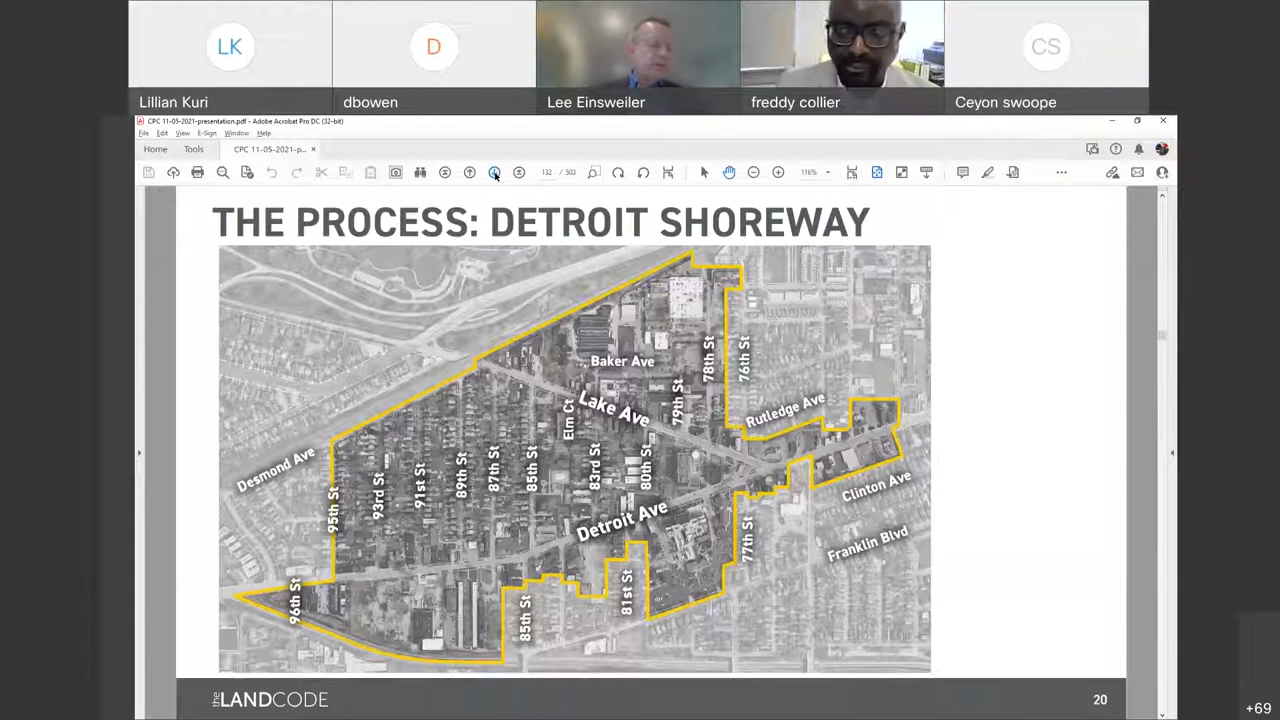 LK
D
CS
Lillian Kuri
dbowen
Lee Einsweiler
freddy collier
Ceyon swoope
CPC 11-05-2021-presentation.pdf - Adobe Acrobat Pro DC (32-bit)
File Edit View E-Sign Window Help
Home Tools CPC 11-05-2021-p... ×
132 / 503
116%
THE PROCESS: DETROIT SHOREWAY
Baker Ave
78th St
76th St
79th St
Lake Ave
Elm Ct
Rutledge Ave
Desmond Ave
95th St
93rd St
91st St
89th St
87th St
85th St
83rd St
80th St
Clinton Ave
Detroit Ave
77th St
Franklin Blvd
96th St
85th St
81st St
the LANDCODE
20
+69